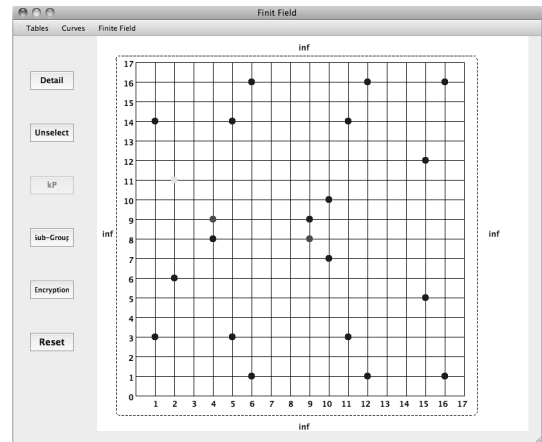 Finit Field
Tables Curves Finite Field
inf
Detail
Unselect
kP
Sub-Group
Encryption
Reset
17
16
15
14
13
12
11
10
9
8
7
6
5
4
3
2
1
0
inf
inf
1 2 3 4 5 6 7 8 9 10 11 12 13 14 15 16 17
inf